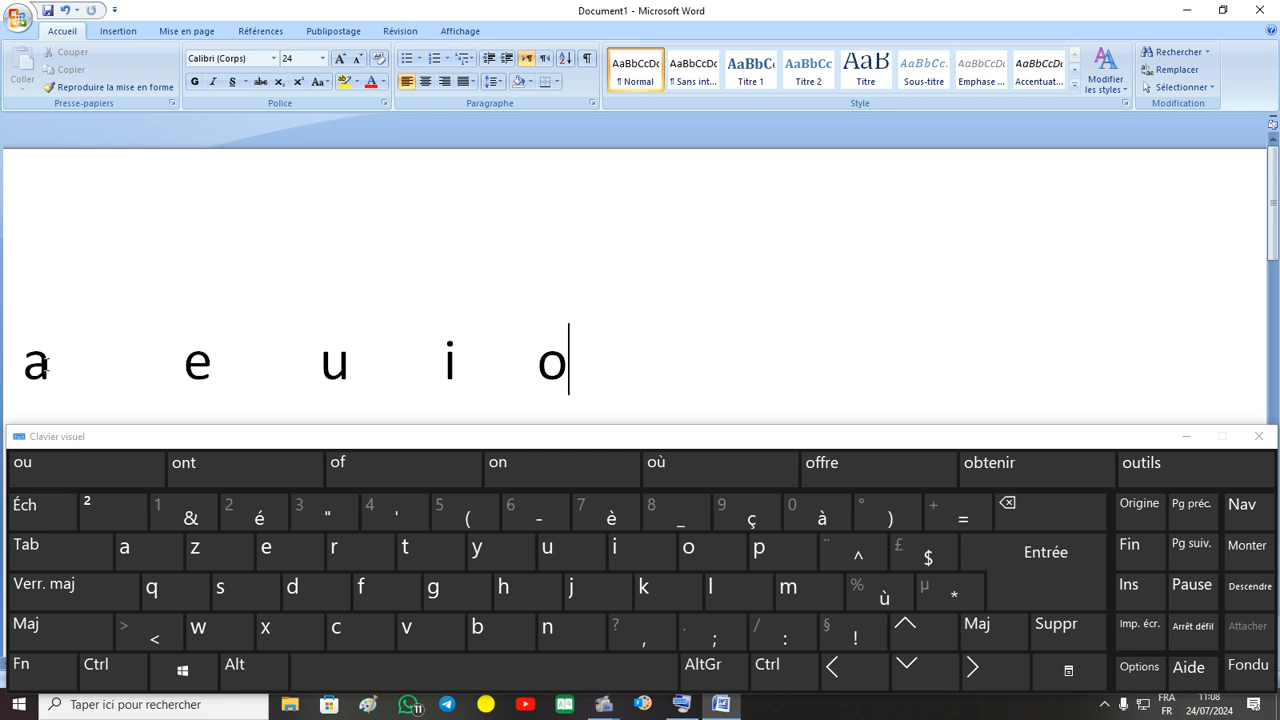 Document1 - Microsoft Word
Accueil Insertion Mise en page Références Publipostage Révision Affichage
Coller
Couper
Copier
Reproduire la mise en forme
Presse-papiers
Calibri (Corps) 24
G I S
Police
Paragraphe
AaBbCcDc AaBbCcDc AaBbCc AaBbCc AaBb AaBbCc. AaBbCcDc AaBbCcDc
¶ Normal ¶ Sans int... Titre 1 Titre 2 Titre Sous-titre Emphase ... Accentuat...
Modifier les styles
Style
Rechercher
Remplacer
Sélectionner
Modification
a e u i o
Clavier visuel
ou ont of on où offre obtenir outils
Éch ² 1 & 2 é 3 " 4 ' 5 ( 6 - 7 è 8 _ 9 ç 0 à ° ) + = Origine Pg préc. Nav
Tab a z e r t y u i o p ¨ ^ £ $ Entrée Fin Pg suiv. Monter
Verr. maj q s d f g h j k l m % ù µ * Ins Pause Descendre
Maj > < w x c v b n ? , . ; / : § ! Maj Suppr Imp. écr. Arrêt défil Attacher
Fn Ctrl Alt AltGr Ctrl Options Aide Fondu
Taper ici pour rechercher
11
FRA
FR
11:08
24/07/2024